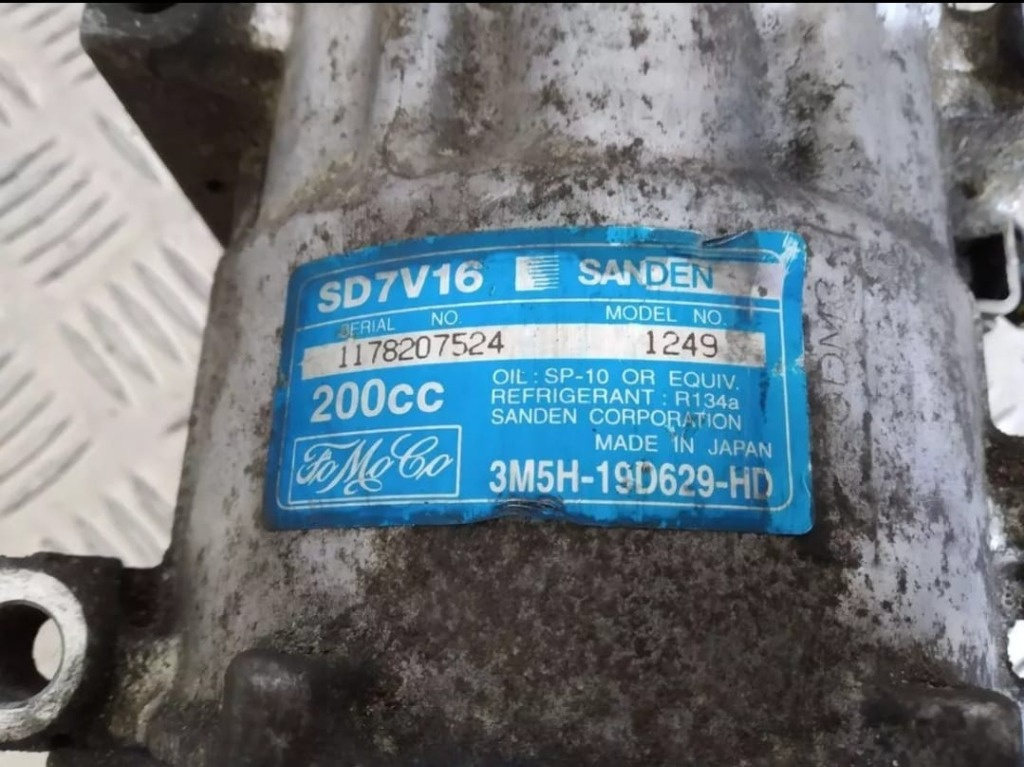 SD7V16 SANDEN
SERIAL NO. MODEL NO.
1178207524 1249
200cc
OIL : SP-10 OR EQUIV.
REFRIGERANT : R134a
SANDEN CORPORATION
MADE IN JAPAN
FoMoCo
3M5H-19D629-HD